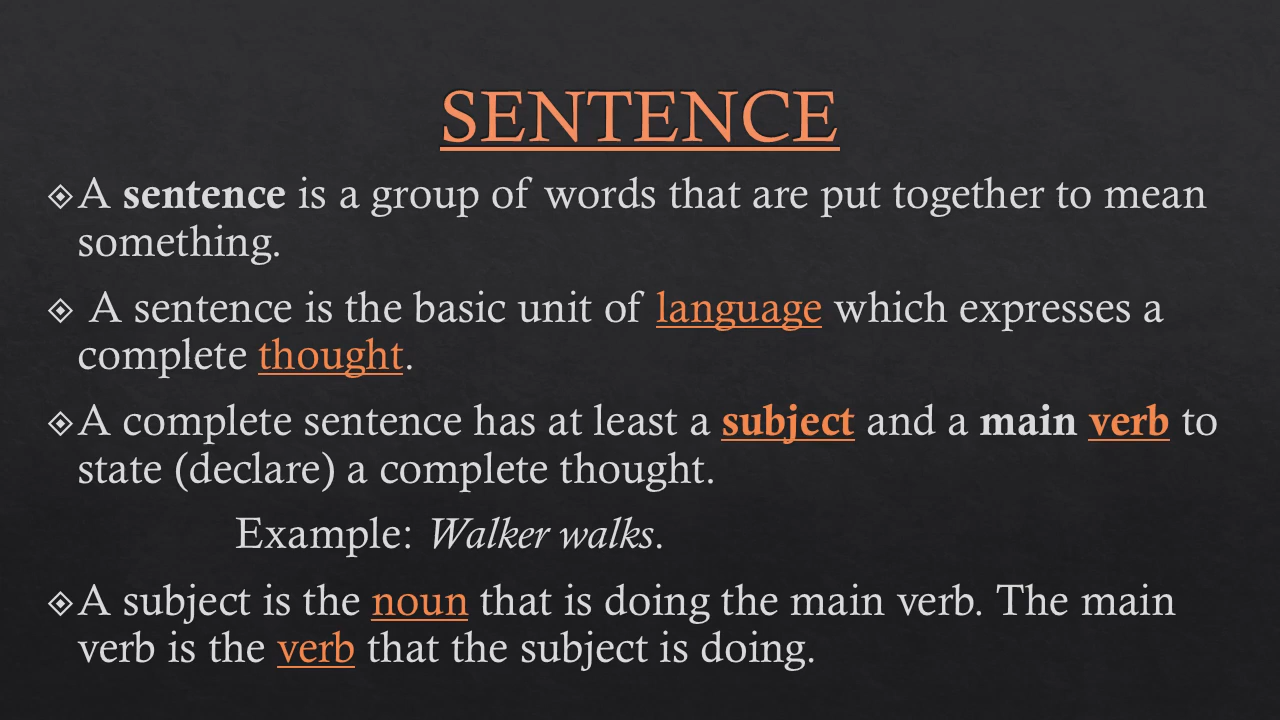 SENTENCE
A sentence is a group of words that are put together to mean
something.
A sentence is the basic unit of language which expresses a
complete thought.
A complete sentence has at least a subject and a main verb to
state (declare) a complete thought.
Example: Walker walks.
A subject is the noun that is doing the main verb. The main
verb is the verb that the subject is doing.